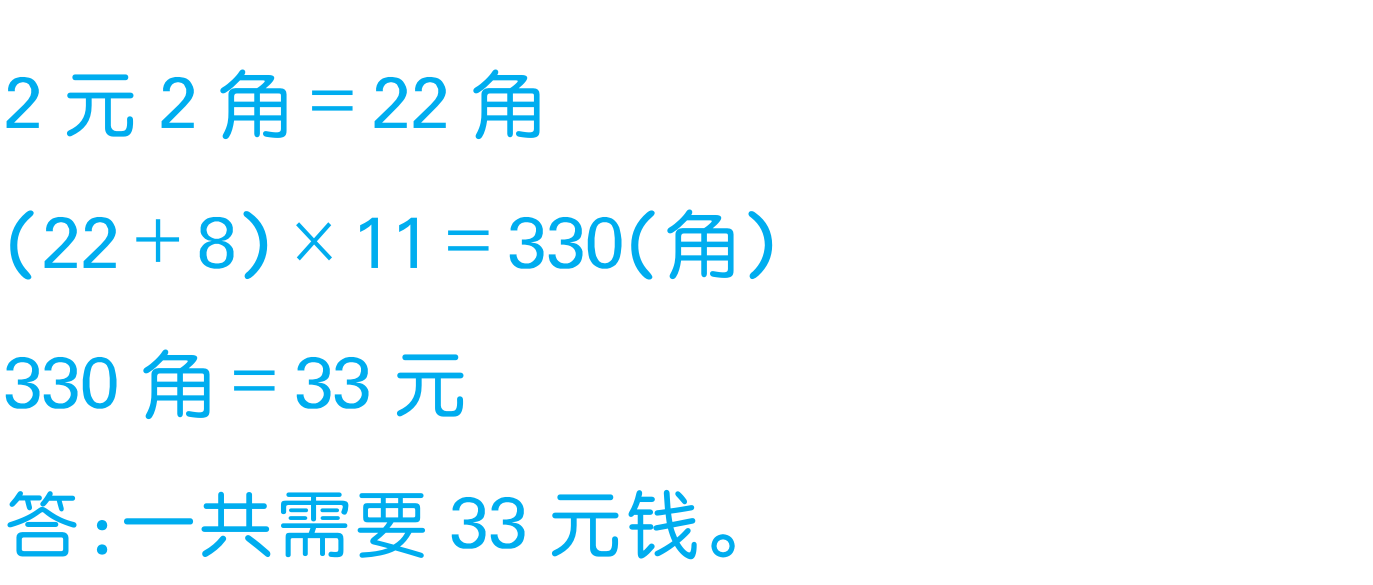 2 元 2 角＝22 角
(22＋8)×11＝330(角)
330 角＝33 元
答:一共需要 33 元钱。